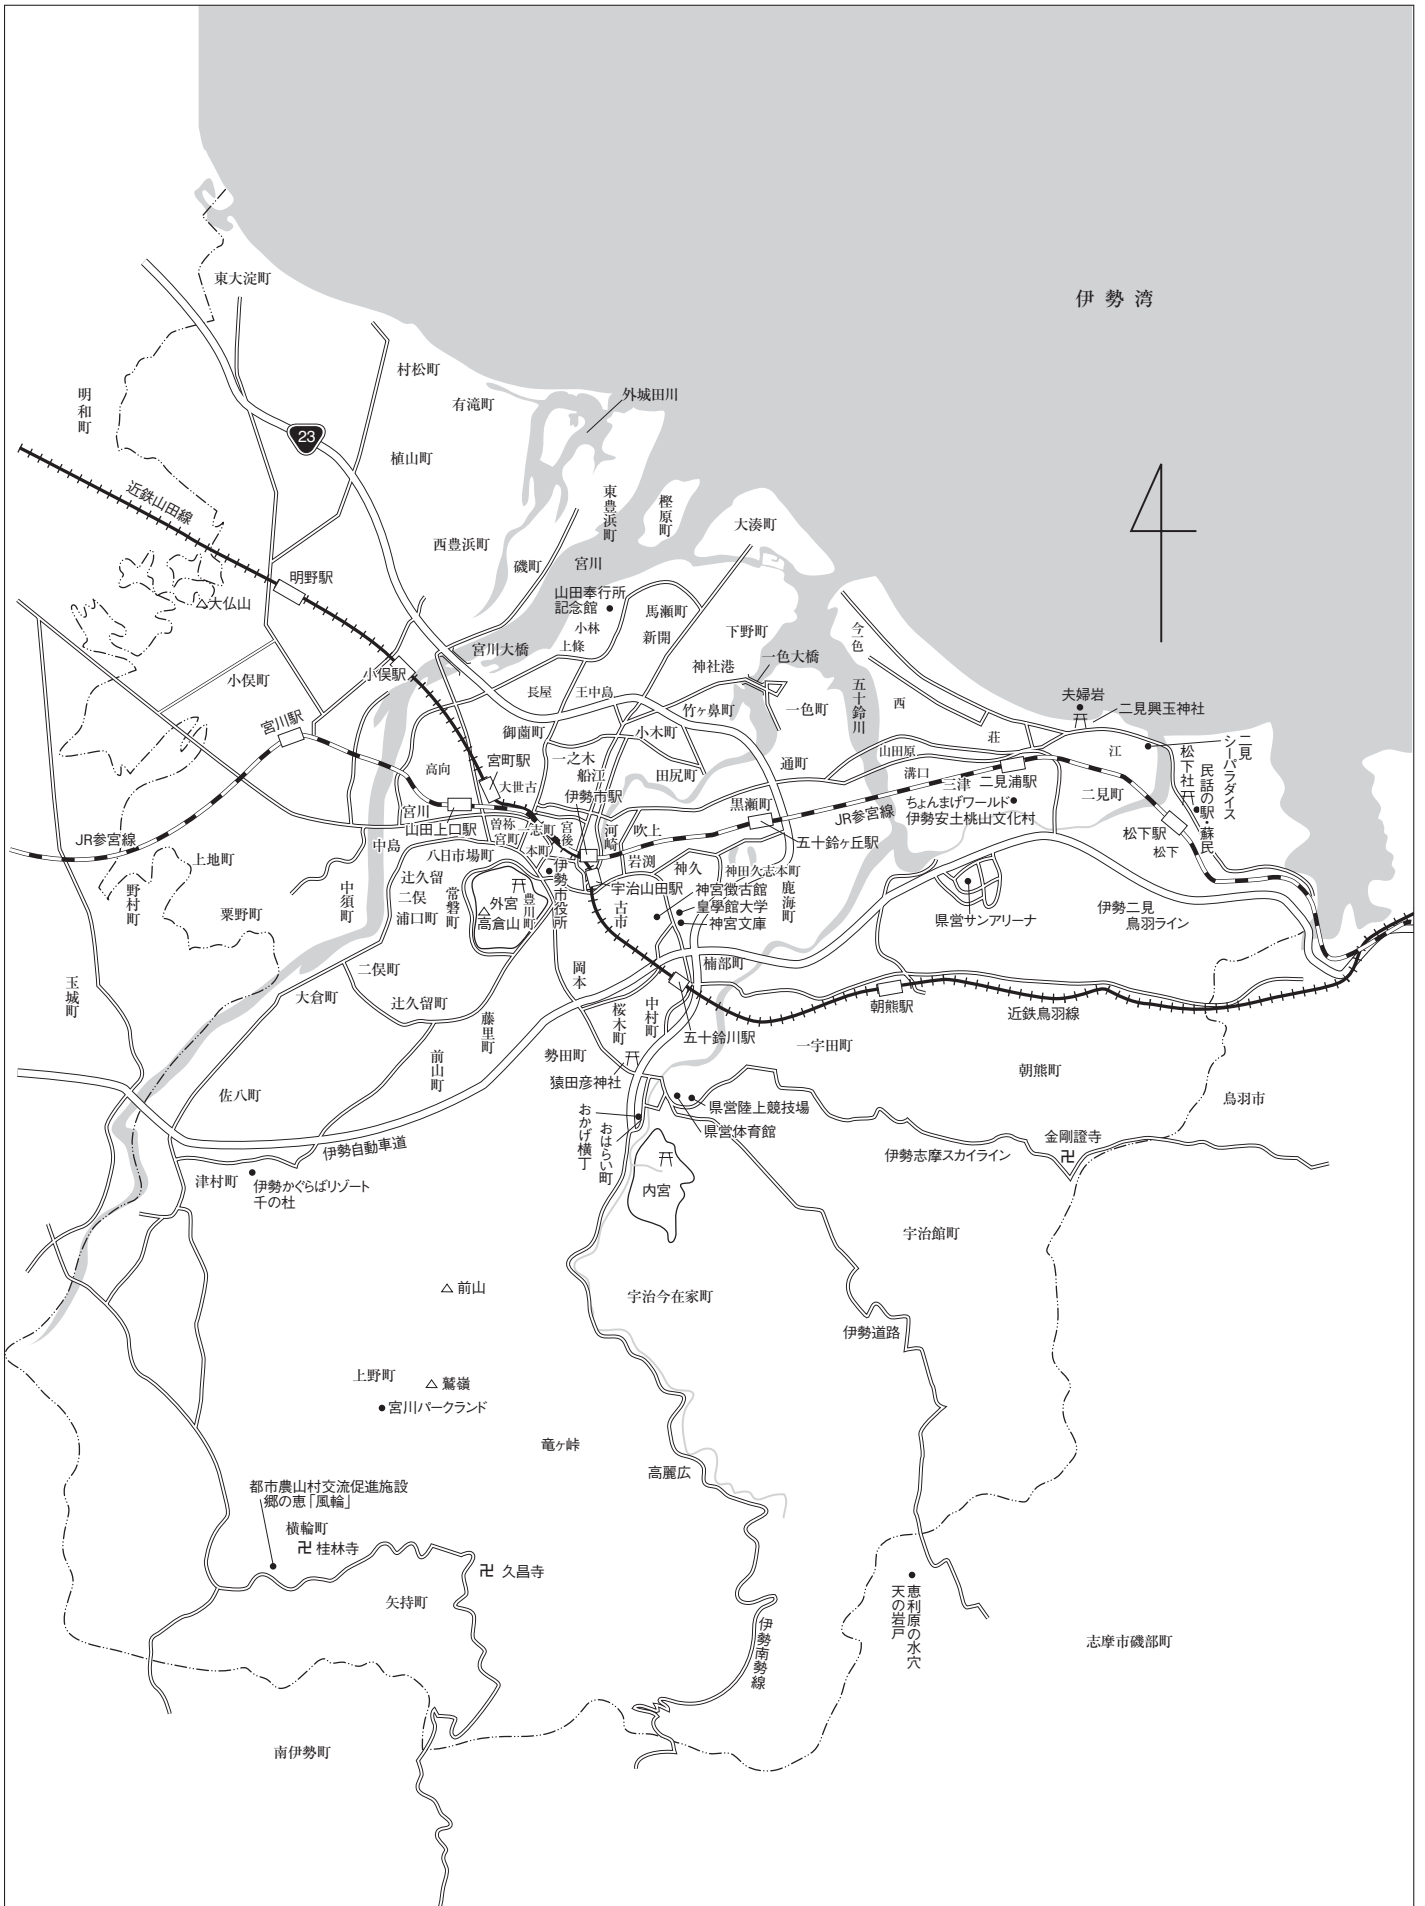 伊勢湾
東大淀町
村松町
明和町
有滝町
外城田川
23
植山町
近鉄山田線
東豊浜町
樫原町
大湊町
西豊浜町
磯町
宮川
明野駅
山田奉行所
記念館
大仏山
馬瀬町
小林
新開
下野町
今一色
上條
宮川大橋
一色大橋
神社港
小俣駅
小俣町
五十鈴川
長屋
王中島
西
夫婦岩
二見興玉神社
竹ヶ鼻町
一色町
宮川駅
御薗町
小木町
荘
江
二見
シーパラダイス
山田原
松下社
一之木
宮町駅
通町
民話の駅・蘇民
高向
船江
田尻町
溝口
大世古
三津
二見浦駅
二見町
伊勢市駅
黒瀬町
ちょんまげワールド
伊勢安土桃山文化村
宮川
JR参宮線
山田上口駅
曽祢
一志町
宮後
河崎
吹上
松下駅
JR参宮線
宮町
中島
五十鈴ヶ丘駅
本町
八日市場町
松下
上地町
岩渕
神久
神田久志本町
辻久留
伊勢市役所
中須町
常磐町
宇治山田駅
神宮徴古館
鹿海町
野村町
二俣
外宮
豊川町
皇學館大学
粟野町
浦口町
古市
伊勢二見
鳥羽ライン
高倉山
神宮文庫
県営サンアリーナ
二俣町
岡本
楠部町
玉城町
大倉町
辻久留町
朝熊駅
近鉄鳥羽線
藤里町
桜木町
中村町
五十鈴川駅
一宇田町
前山町
勢田町
朝熊町
猿田彦神社
佐八町
鳥羽市
県営陸上競技場
おかげ横丁
おはらい町
県営体育館
金剛證寺
伊勢自動車道
伊勢志摩スカイライン
津村町
伊勢かぐらばリゾート
千の杜
内宮
宇治館町
前山
宇治今在家町
伊勢道路
上野町
鷲嶺
宮川パークランド
竜ヶ峠
高麗広
都市農山村交流促進施設
郷の恵「風輪」
横輪町
桂林寺
久昌寺
矢持町
恵利原の水穴
天の岩戸
伊勢南勢線
志摩市磯部町
南伊勢町